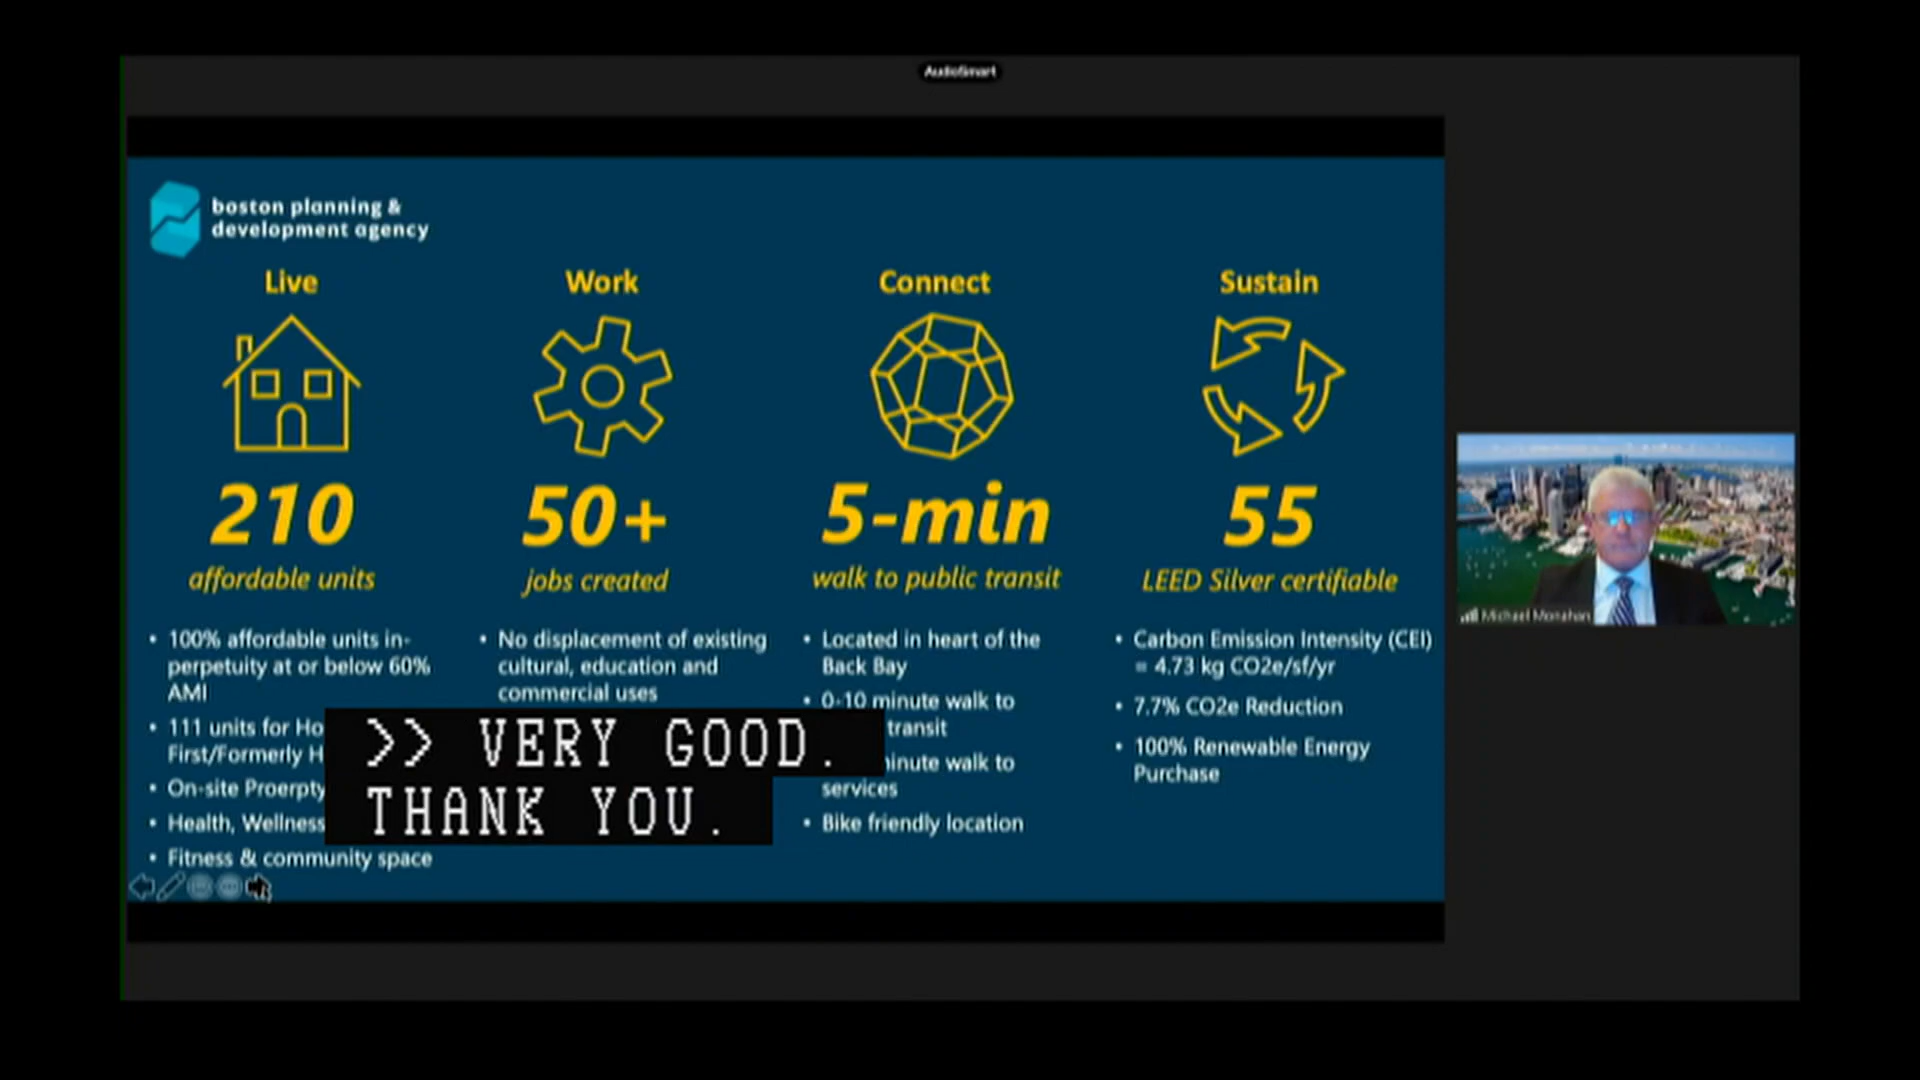 AudioSmart
boston planning &
development agency
Live
210
affordable units
• 100% affordable units in-
perpetuity at or below 60%
AMI
• 111 units for Ho
First/Formerly H
• On-site Proerpty
• Health, Wellness
• Fitness & community space
Work
50+
jobs created
• No displacement of existing
cultural, education and
commercial uses
Connect
5-min
walk to public transit
• Located in heart of the
Back Bay
• 0-10 minute walk to
transit
minute walk to
services
• Bike friendly location
Sustain
55
LEED Silver certifiable
• Carbon Emission Intensity (CEI)
= 4.73 kg CO2e/sf/yr
• 7.7% CO2e Reduction
• 100% Renewable Energy
Purchase
>> VERY GOOD.
THANK YOU.
Michael Monahan